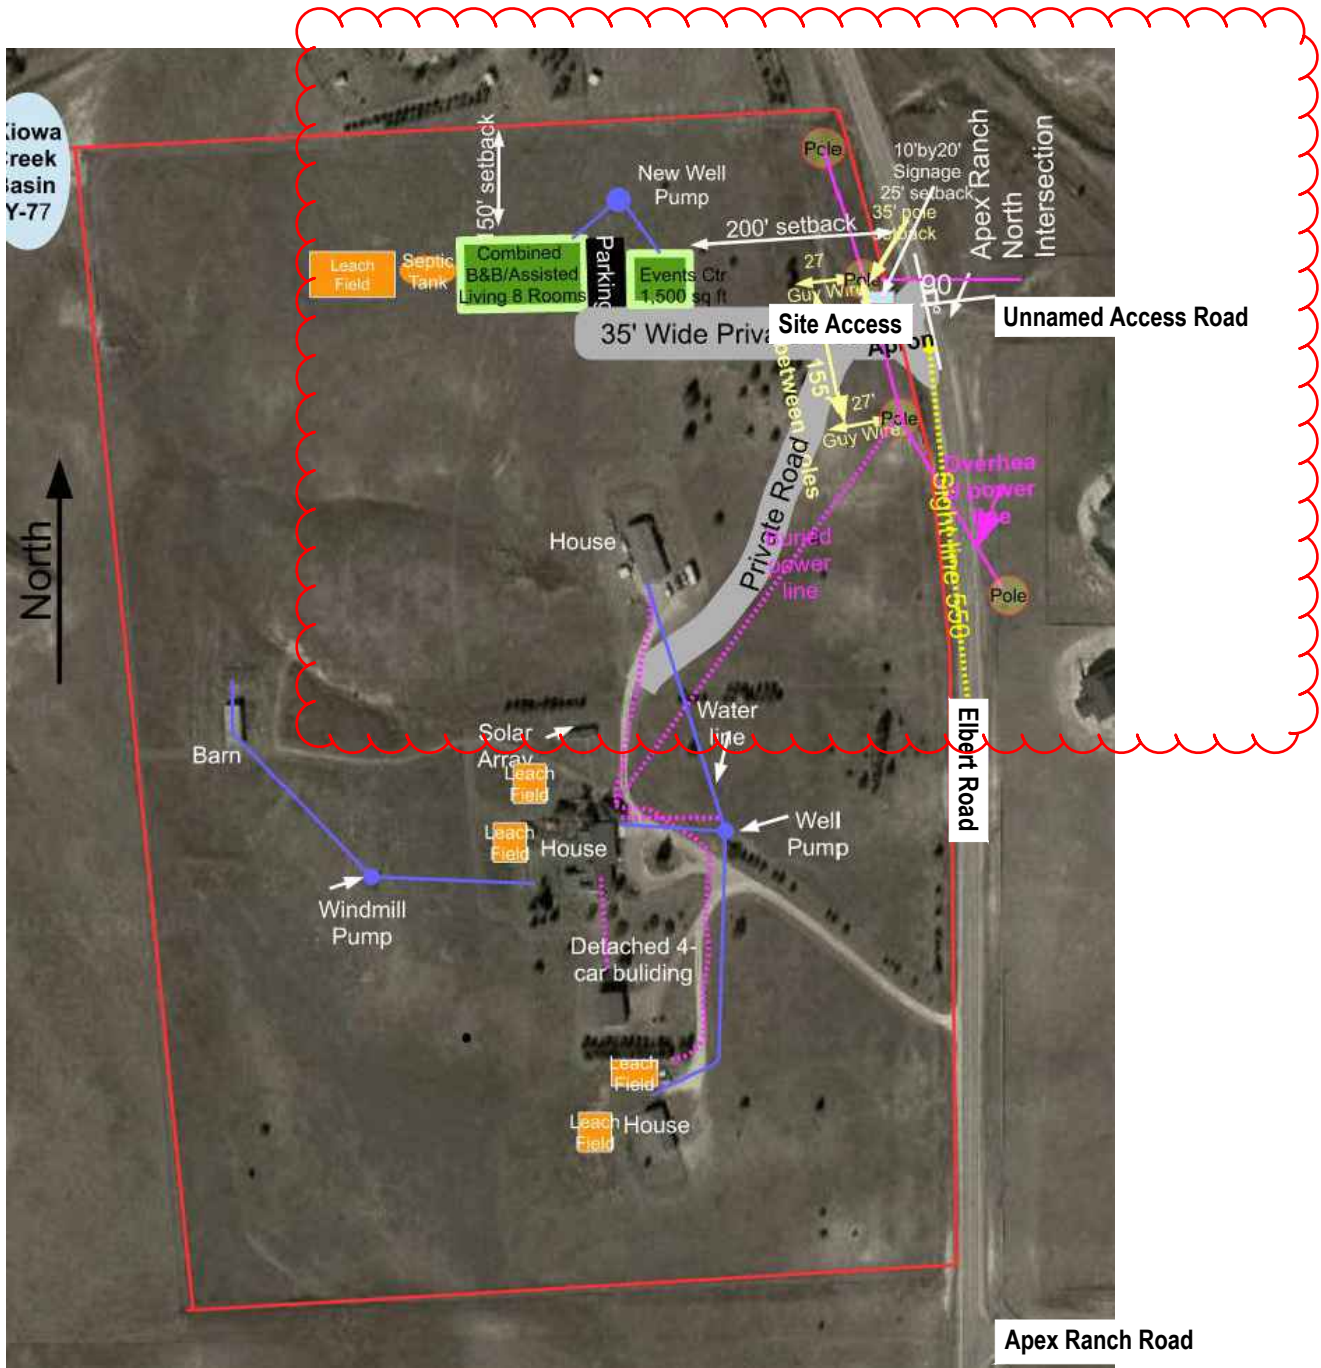 Kiowa
Creek
Basin
Y-77
North
50' setback
New Well
Pump
Pole
10'by20'
Signage
25' setback
35' pole
setback
Apex Ranch
North
Intersection
200' setback
Leach
Field
Septic
Tank
Combined
B&B/Assisted
Living 8 Rooms
Parking
Events Ctr
1,500 sq ft
27
Guy Wire
Pole
90
Site Access
Unnamed Access Road
35' Wide Priva
Apron
155'
between poles
27'
Guy Wire
Pole
Private Road
Buried
power
line
Overhea
d power
line
Sight line 550'
Pole
House
Barn
Solar
Array
Water
line
Elbert Road
Leach
Field
Leach
Field
House
Well
Pump
Windmill
Pump
Detached 4-
car buliding
Leach
Field
Leach
Field
House
Apex Ranch Road